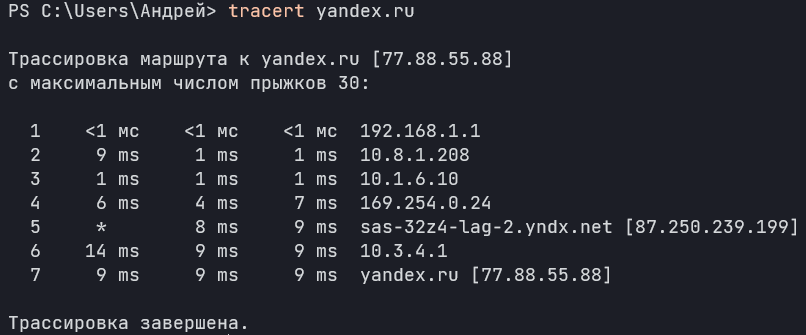 PS C:\Users\Андрей> tracert yandex.ru
Трассировка маршрута к yandex.ru [77.88.55.88]
с максимальным числом прыжков 30:
1 <1 мс <1 мс <1 мс 192.168.1.1
2 9 ms 1 ms 1 ms 10.8.1.208
3 1 ms 1 ms 1 ms 10.1.6.10
4 6 ms 4 ms 7 ms 169.254.0.24
5 * 8 ms 9 ms sas-32z4-lag-2.yndx.net [87.250.239.199]
6 14 ms 9 ms 9 ms 10.3.4.1
7 9 ms 9 ms 9 ms yandex.ru [77.88.55.88]
Трассировка завершена.